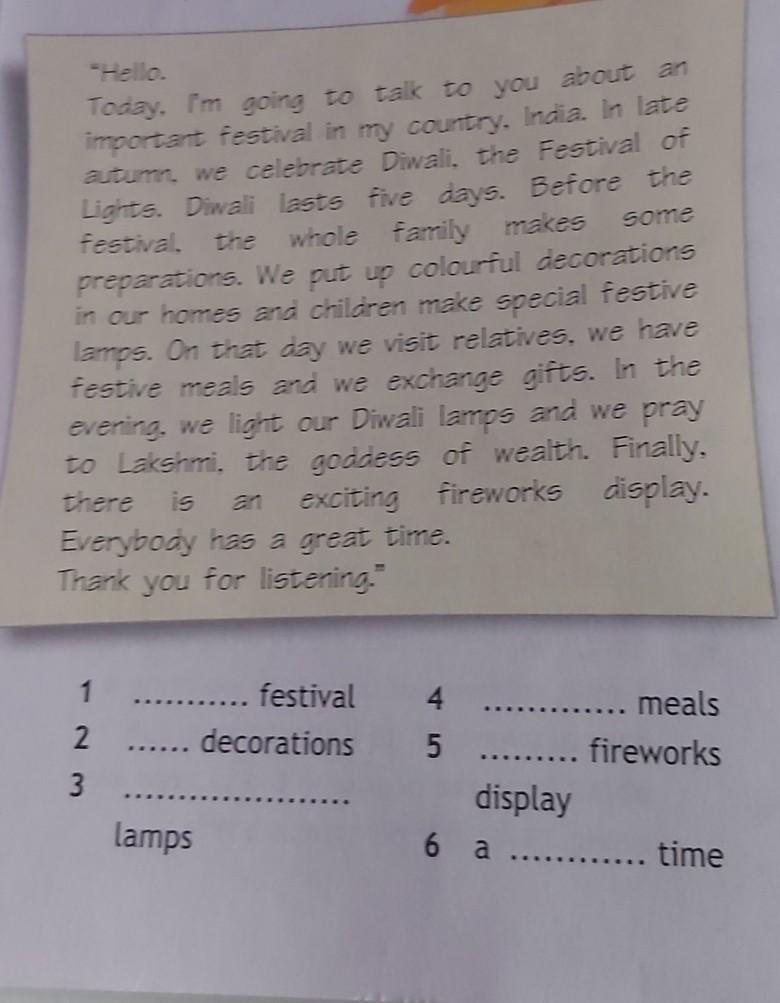 "Hello.
Today, I'm going to talk to you about an
important festival in my country, India. In late
autumn, we celebrate Diwali, the Festival of
Lights. Diwali lasts five days. Before the
festival, the whole family makes some
preparations. We put up colourful decorations
in our homes and children make special festive
lamps. On that day we visit relatives, we have
festive meals and we exchange gifts. In the
evening, we light our Diwali lamps and we pray
to Lakshmi, the goddess of wealth. Finally,
there is an exciting fireworks display.
Everybody has a great time.
Thank you for listening."
1 ........... festival
2 ...... decorations
3 .....................
lamps
4 ............. meals
5 ......... fireworks
display
6 a ............ time